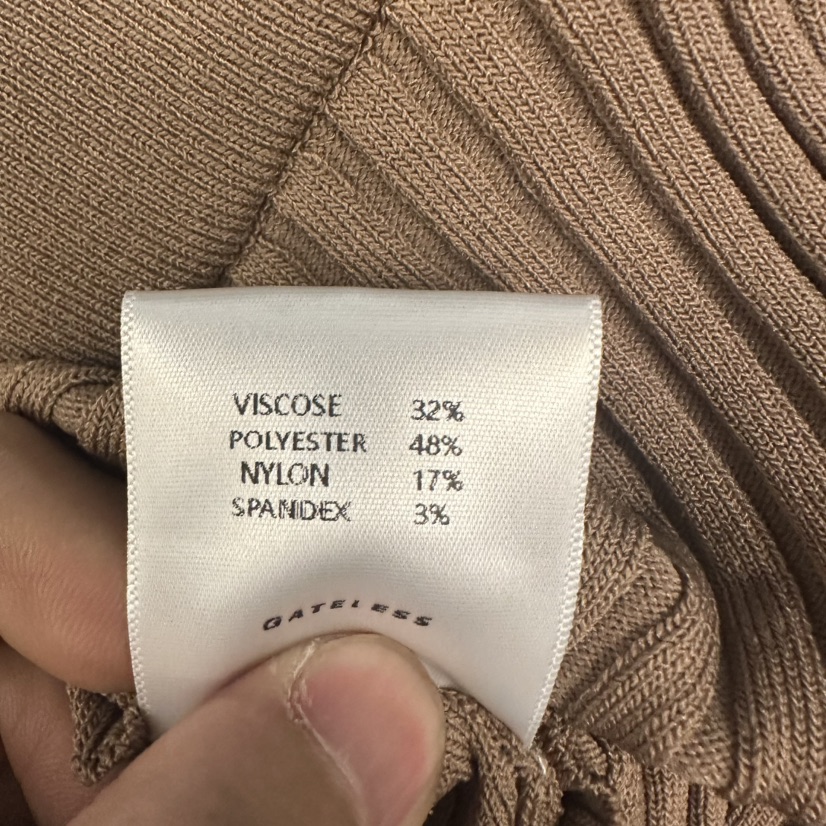 VISCOSE 32%
POLYESTER 48%
NYLON 17%
SPANDEX 3%
GATELESS